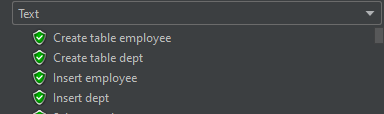 Text
Create table employee
Create table dept
Insert employee
Insert dept